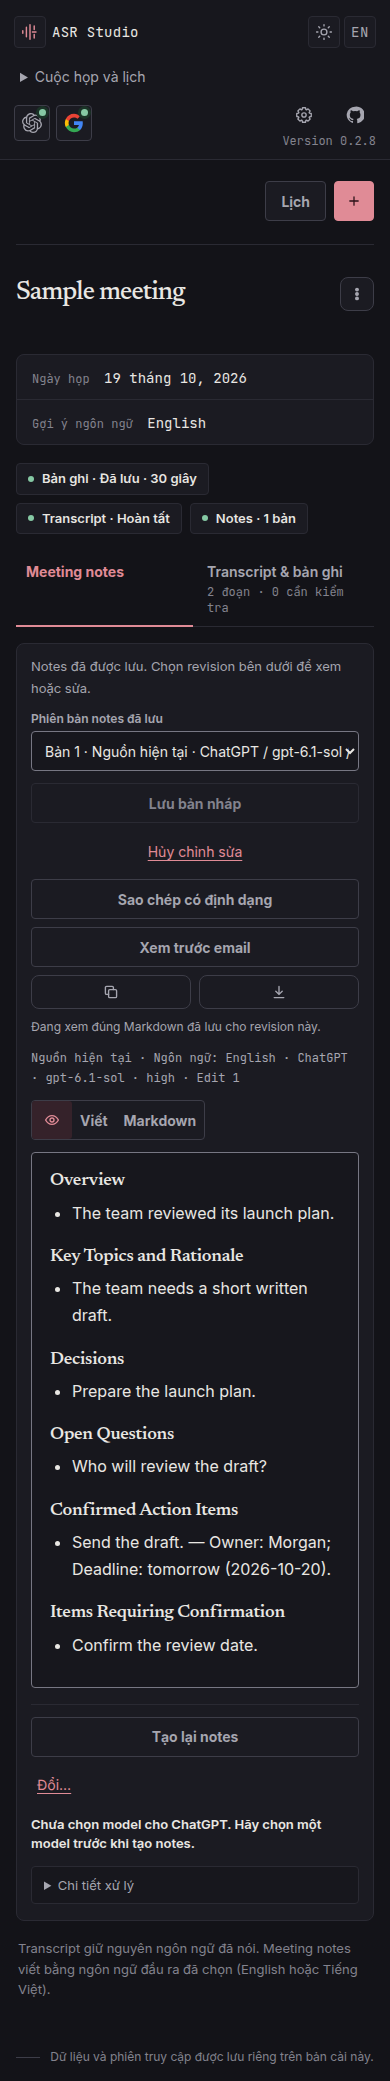 ASR Studio
EN
Cuộc họp và lịch
Version 0.2.8
Lịch
+
Sample meeting
Ngày họp 19 tháng 10, 2026
Gợi ý ngôn ngữ English
Bản ghi · Đã lưu · 30 giây
Transcript · Hoàn tất
Notes · 1 bản
Meeting notes
Transcript & bản ghi
2 đoạn · 0 cần kiểm
tra
Notes đã được lưu. Chọn revision bên dưới để xem
hoặc sửa.
Phiên bản notes đã lưu
Bản 1 · Nguồn hiện tại · ChatGPT / gpt-6.1-sol /
Lưu bản nháp
Hủy chỉnh sửa
Sao chép có định dạng
Xem trước email
Đang xem đúng Markdown đã lưu cho revision này.
Nguồn hiện tại · Ngôn ngữ: English · ChatGPT
· gpt-6.1-sol · high · Edit 1
Viết
Markdown
Overview
• The team reviewed its launch plan.
Key Topics and Rationale
• The team needs a short written
draft.
Decisions
• Prepare the launch plan.
Open Questions
• Who will review the draft?
Confirmed Action Items
• Send the draft. — Owner: Morgan;
Deadline: tomorrow (2026-10-20).
Items Requiring Confirmation
• Confirm the review date.
Tạo lại notes
Đổi...
Chưa chọn model cho ChatGPT. Hãy chọn một
model trước khi tạo notes.
Chi tiết xử lý
Transcript giữ nguyên ngôn ngữ đã nói. Meeting notes
viết bằng ngôn ngữ đầu ra đã chọn (English hoặc Tiếng
Việt).
Dữ liệu và phiên truy cập được lưu riêng trên bản cài này.